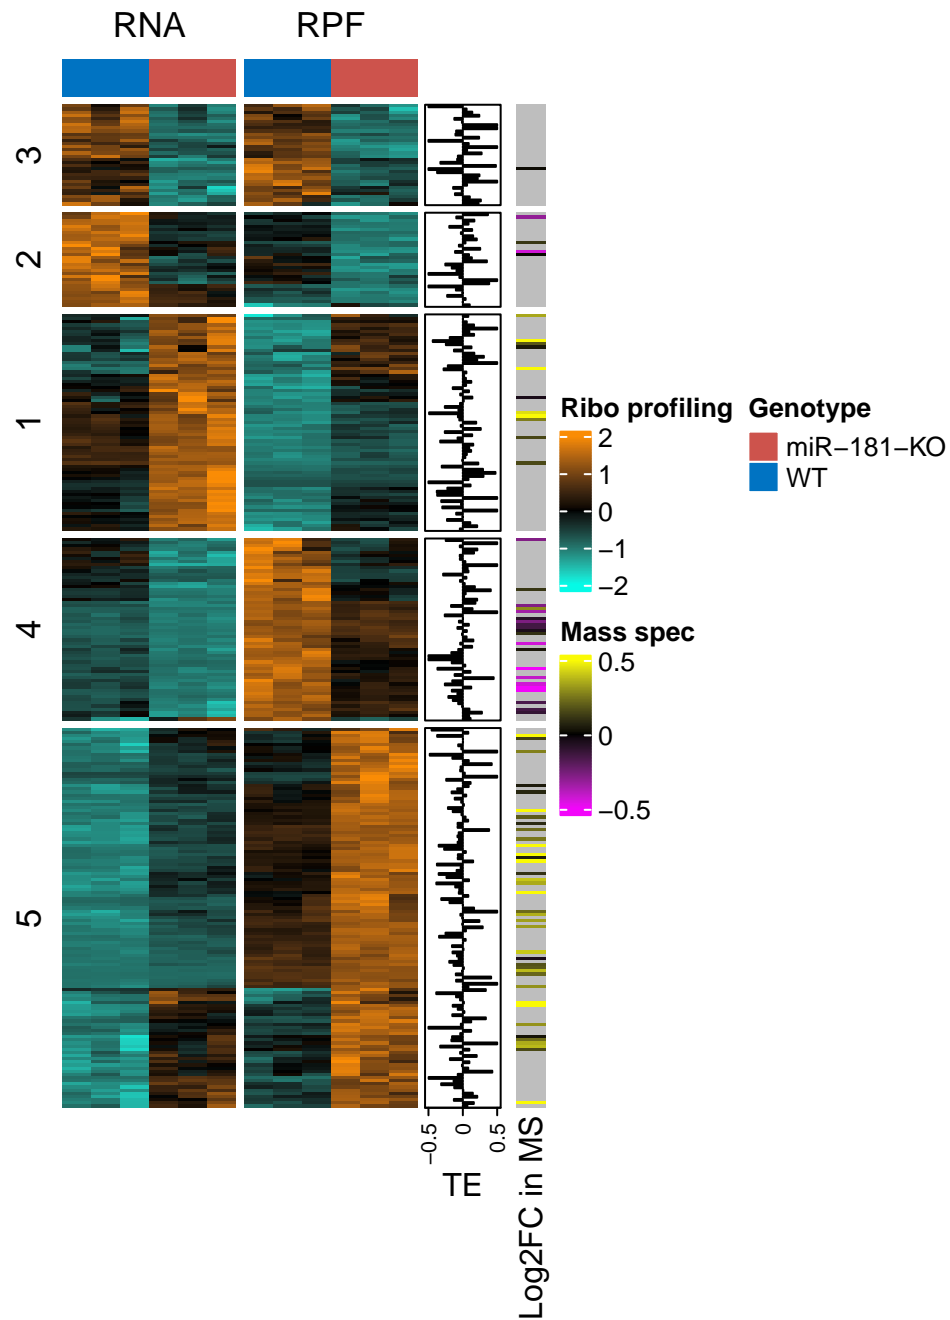 RNA RPF
3
2
1
4
5
−0.5 0 0.5
TE
Log2FC in MS
Ribo profiling
2
1
0
−1
−2
Mass spec
0.5
0
−0.5
Genotype
miR−181−KO
WT